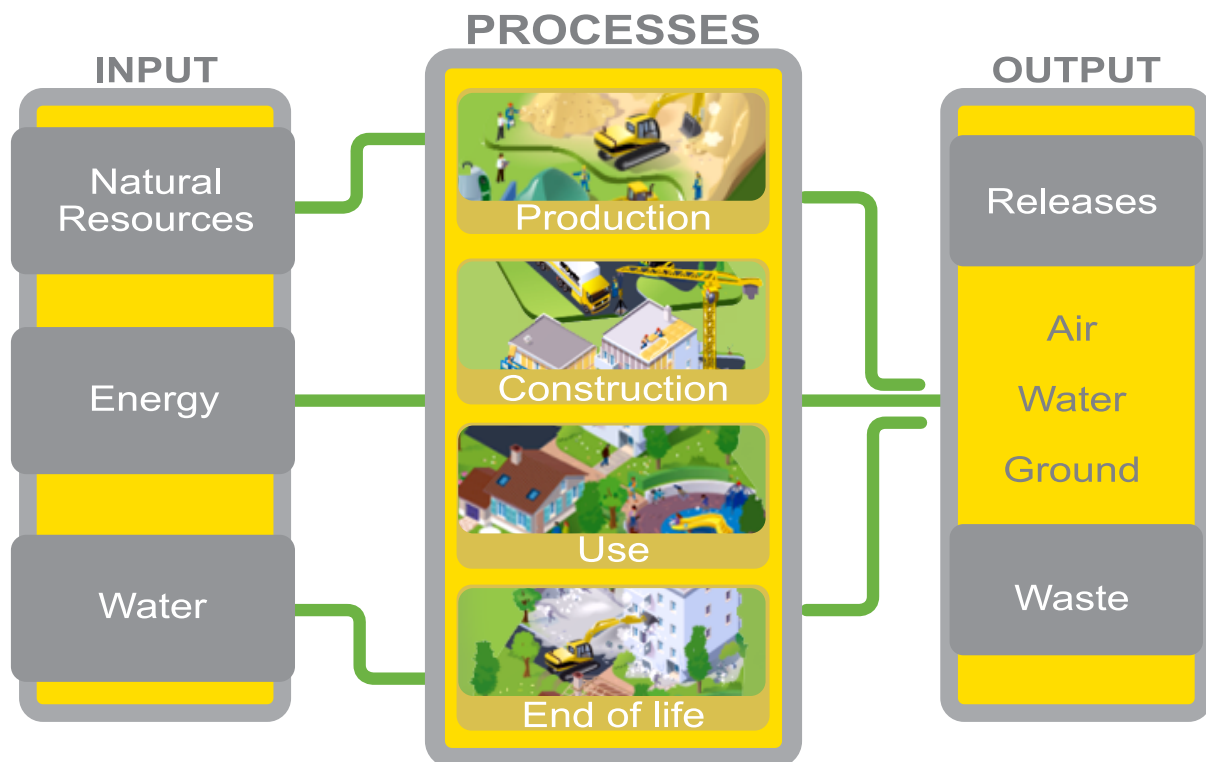 INPUT
Natural
Resources
Energy
Water
PROCESSES
Production
Construction
Use
End of life
OUTPUT
Releases
Air
Water
Ground
Waste